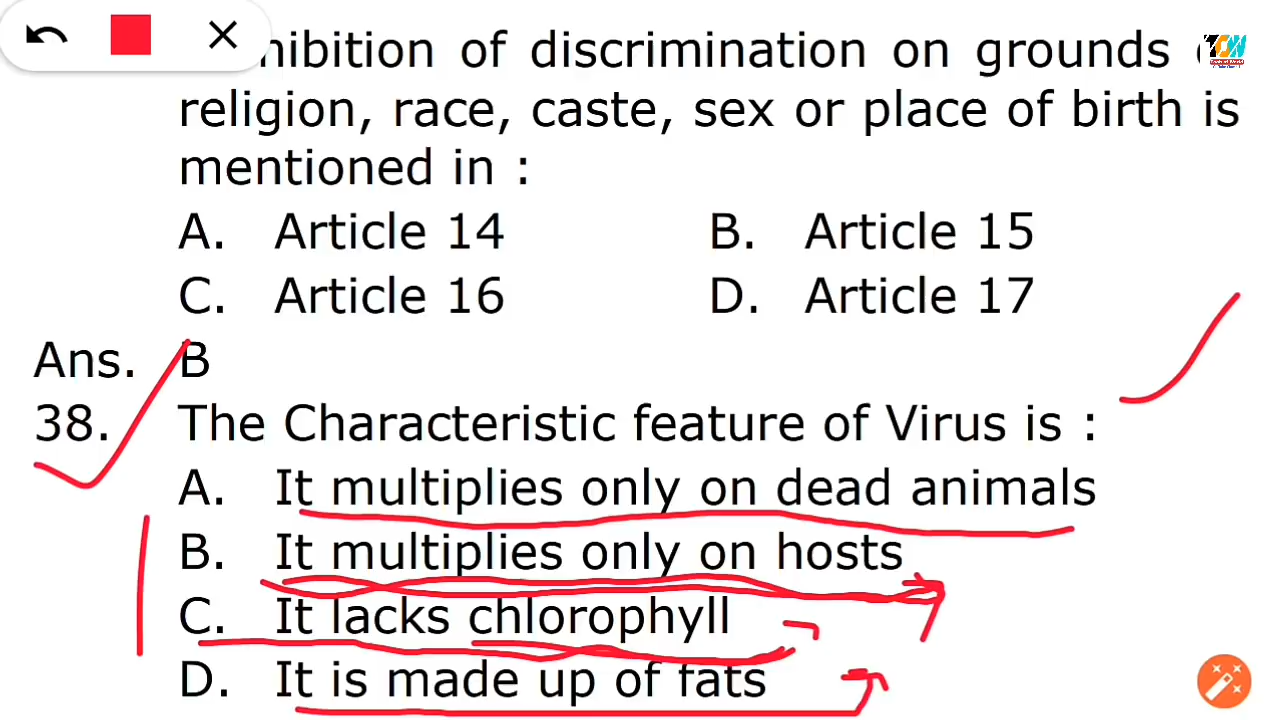 hibition of discrimination on grounds
religion, race, caste, sex or place of birth is
mentioned in :
A. Article 14 B. Article 15
C. Article 16 D. Article 17
Ans. B
38. The Characteristic feature of Virus is :
A. It multiplies only on dead animals
B. It multiplies only on hosts
C. It lacks chlorophyll
D. It is made up of fats